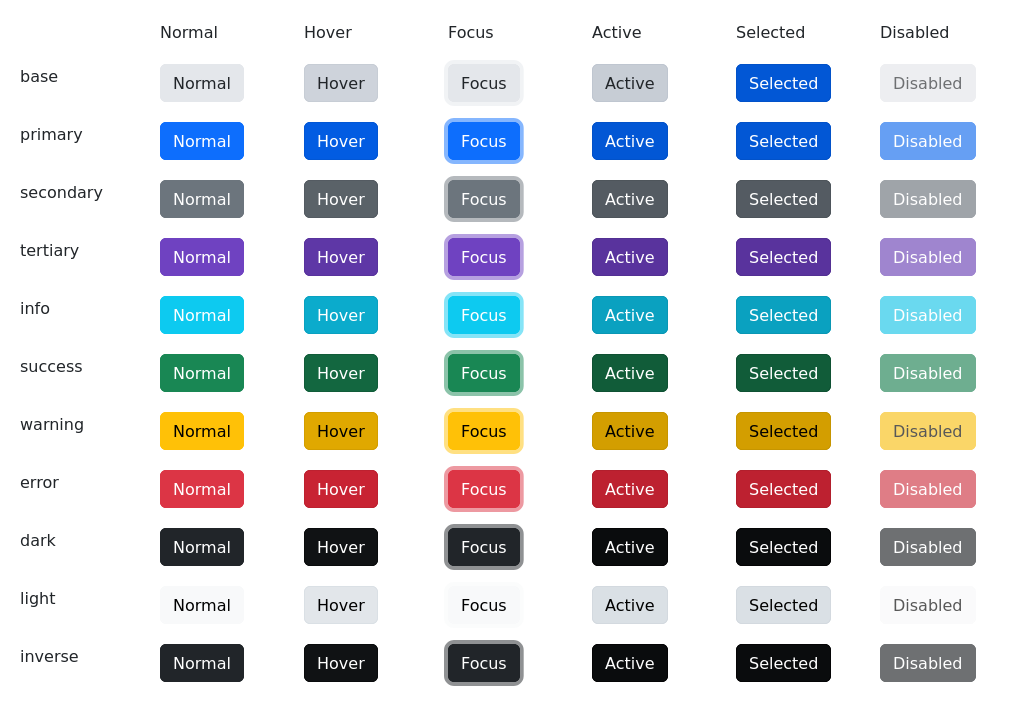 Normal Hover Focus Active Selected Disabled
base Normal Hover Focus Active Selected Disabled
primary Normal Hover Focus Active Selected Disabled
secondary Normal Hover Focus Active Selected Disabled
tertiary Normal Hover Focus Active Selected Disabled
info Normal Hover Focus Active Selected Disabled
success Normal Hover Focus Active Selected Disabled
warning Normal Hover Focus Active Selected Disabled
error Normal Hover Focus Active Selected Disabled
dark Normal Hover Focus Active Selected Disabled
light Normal Hover Focus Active Selected Disabled
inverse Normal Hover Focus Active Selected Disabled